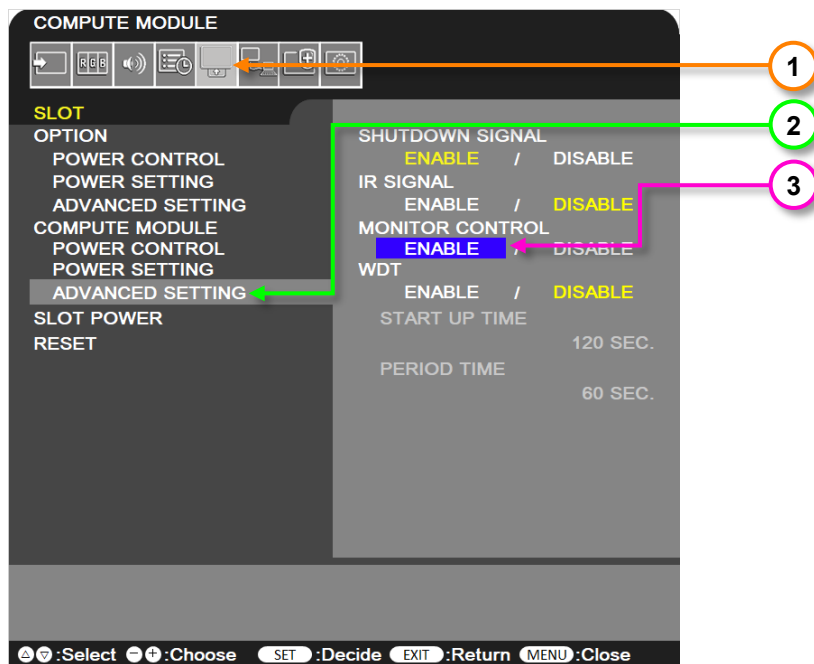 COMPUTE MODULE
RGB
1
SLOT
2
OPTION SHUTDOWN SIGNAL
POWER CONTROL ENABLE / DISABLE
POWER SETTING IR SIGNAL
3
ADVANCED SETTING ENABLE / DISABLE
COMPUTE MODULE MONITOR CONTROL
POWER CONTROL ENABLE / DISABLE
POWER SETTING WDT
ADVANCED SETTING ENABLE / DISABLE
SLOT POWER START UP TIME
RESET 120 SEC.
PERIOD TIME
60 SEC.
:Select :Choose SET :Decide EXIT :Return MENU :Close